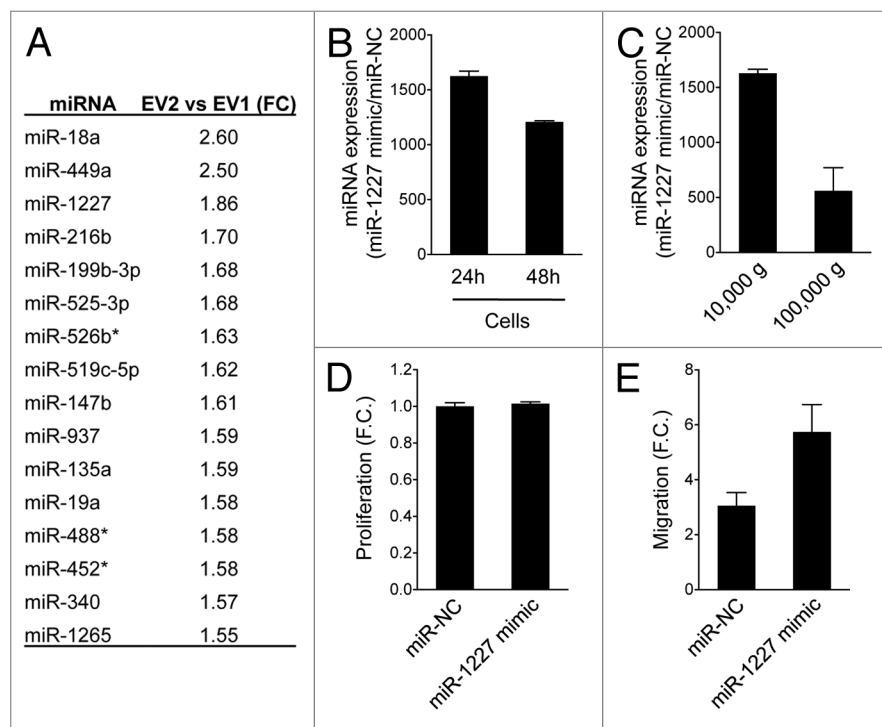 A
miRNA EV2 vs EV1 (FC)
miR-18a 2.60
miR-449a 2.50
miR-1227 1.86
miR-216b 1.70
miR-199b-3p 1.68
miR-525-3p 1.68
miR-526b* 1.63
miR-519c-5p 1.62
miR-147b 1.61
miR-937 1.59
miR-135a 1.59
miR-19a 1.58
miR-488* 1.58
miR-452* 1.58
miR-340 1.57
miR-1265 1.55
B
miRNA expression
(miR-1227 mimic/miR-NC
2000
1500
1000
500
0
24h 48h
Cells
C
miRNA expression
(miR-1227 mimic/miR-NC
2000
1500
1000
500
0
10,000 g
100,000 g
D
Proliferation (F.C.)
1.2
1.0
0.8
0.6
0.4
0.2
0.0
miR-NC
miR-1227 mimic
E
Migration (F.C.)
8
6
4
2
0
miR-NC
miR-1227 mimic